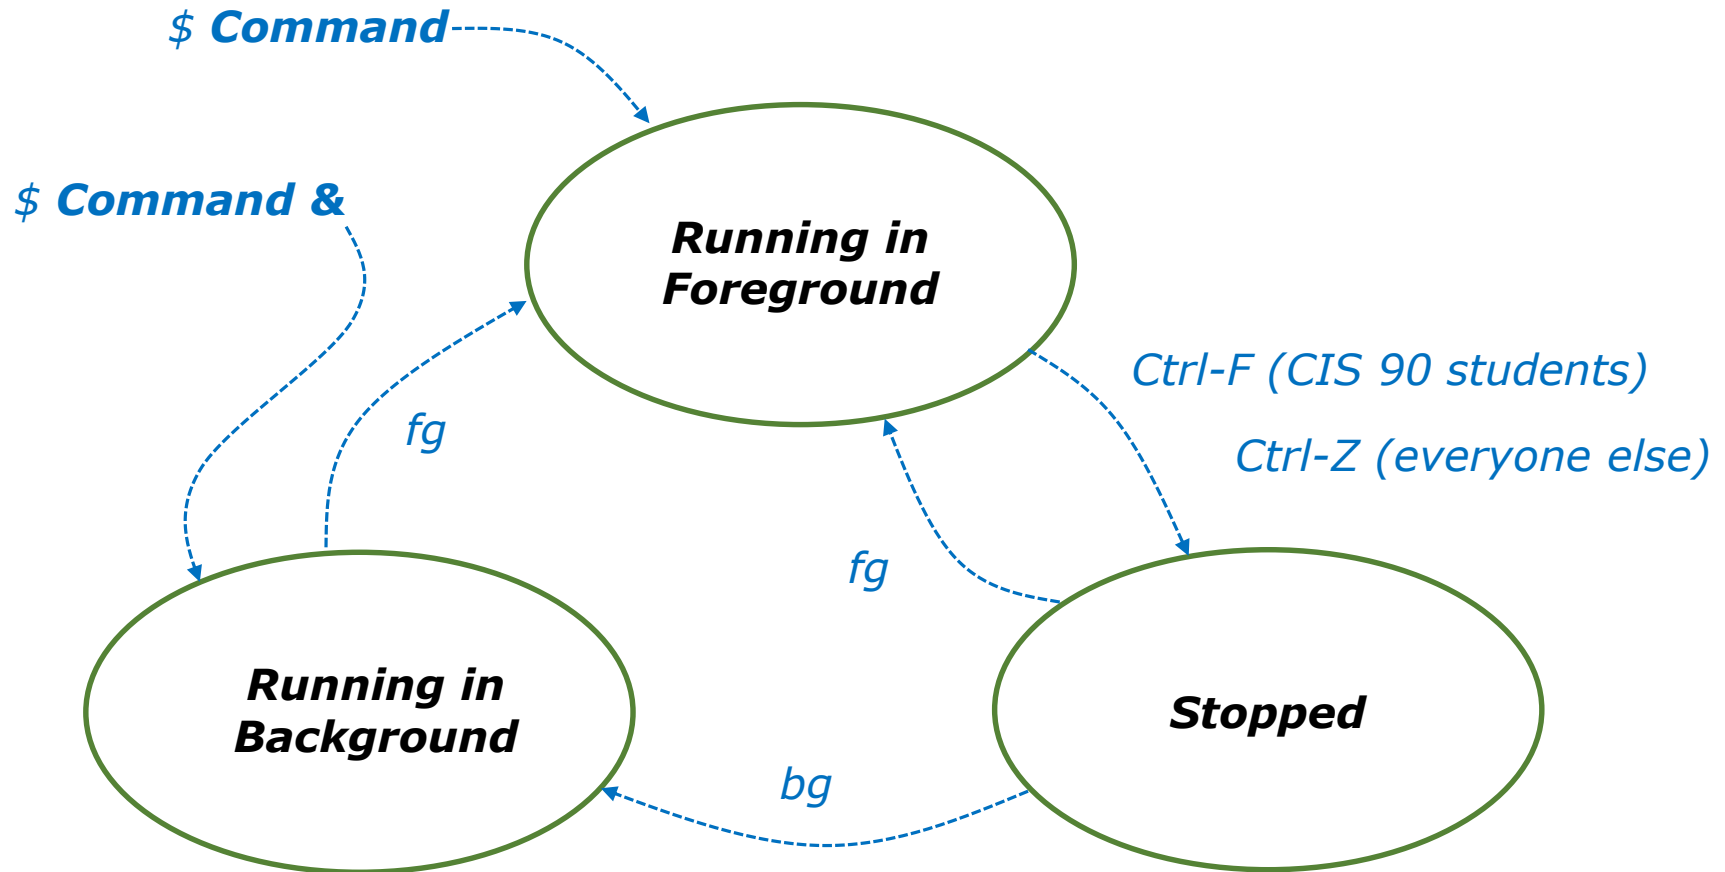 $ Command
$ Command &
Running in
Foreground
Ctrl-F (CIS 90 students)
fg
Ctrl-Z (everyone else)
fg
Running in
Background
Stopped
bg